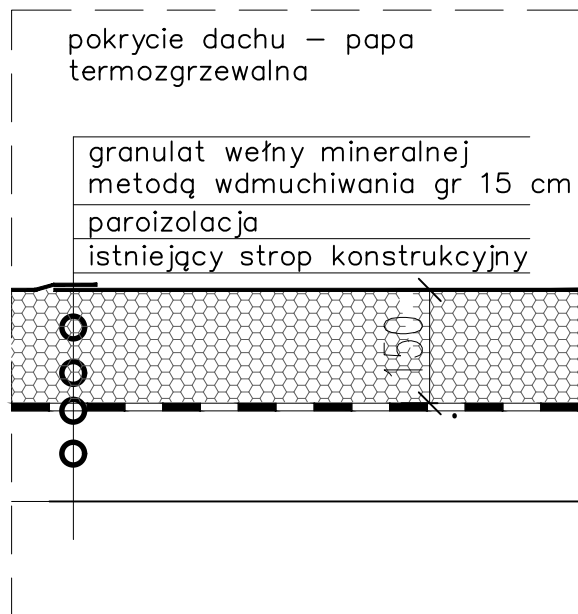 pokrycie dachu – papa
termozgrzewalna
granulat wełny mineralnej
metodą wdmuchiwania gr 15 cm
paroizolacja
istniejący strop konstrukcyjny
150